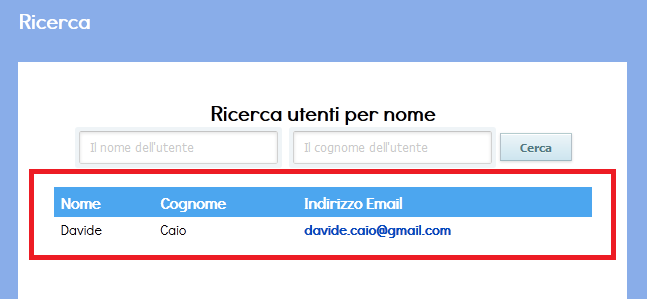 Ricerca
Ricerca utenti per nome
Il nome dell'utente Il cognome dell'utente Cerca
Nome Cognome Indirizzo Email
Davide Caio davide.caio@gmail.com